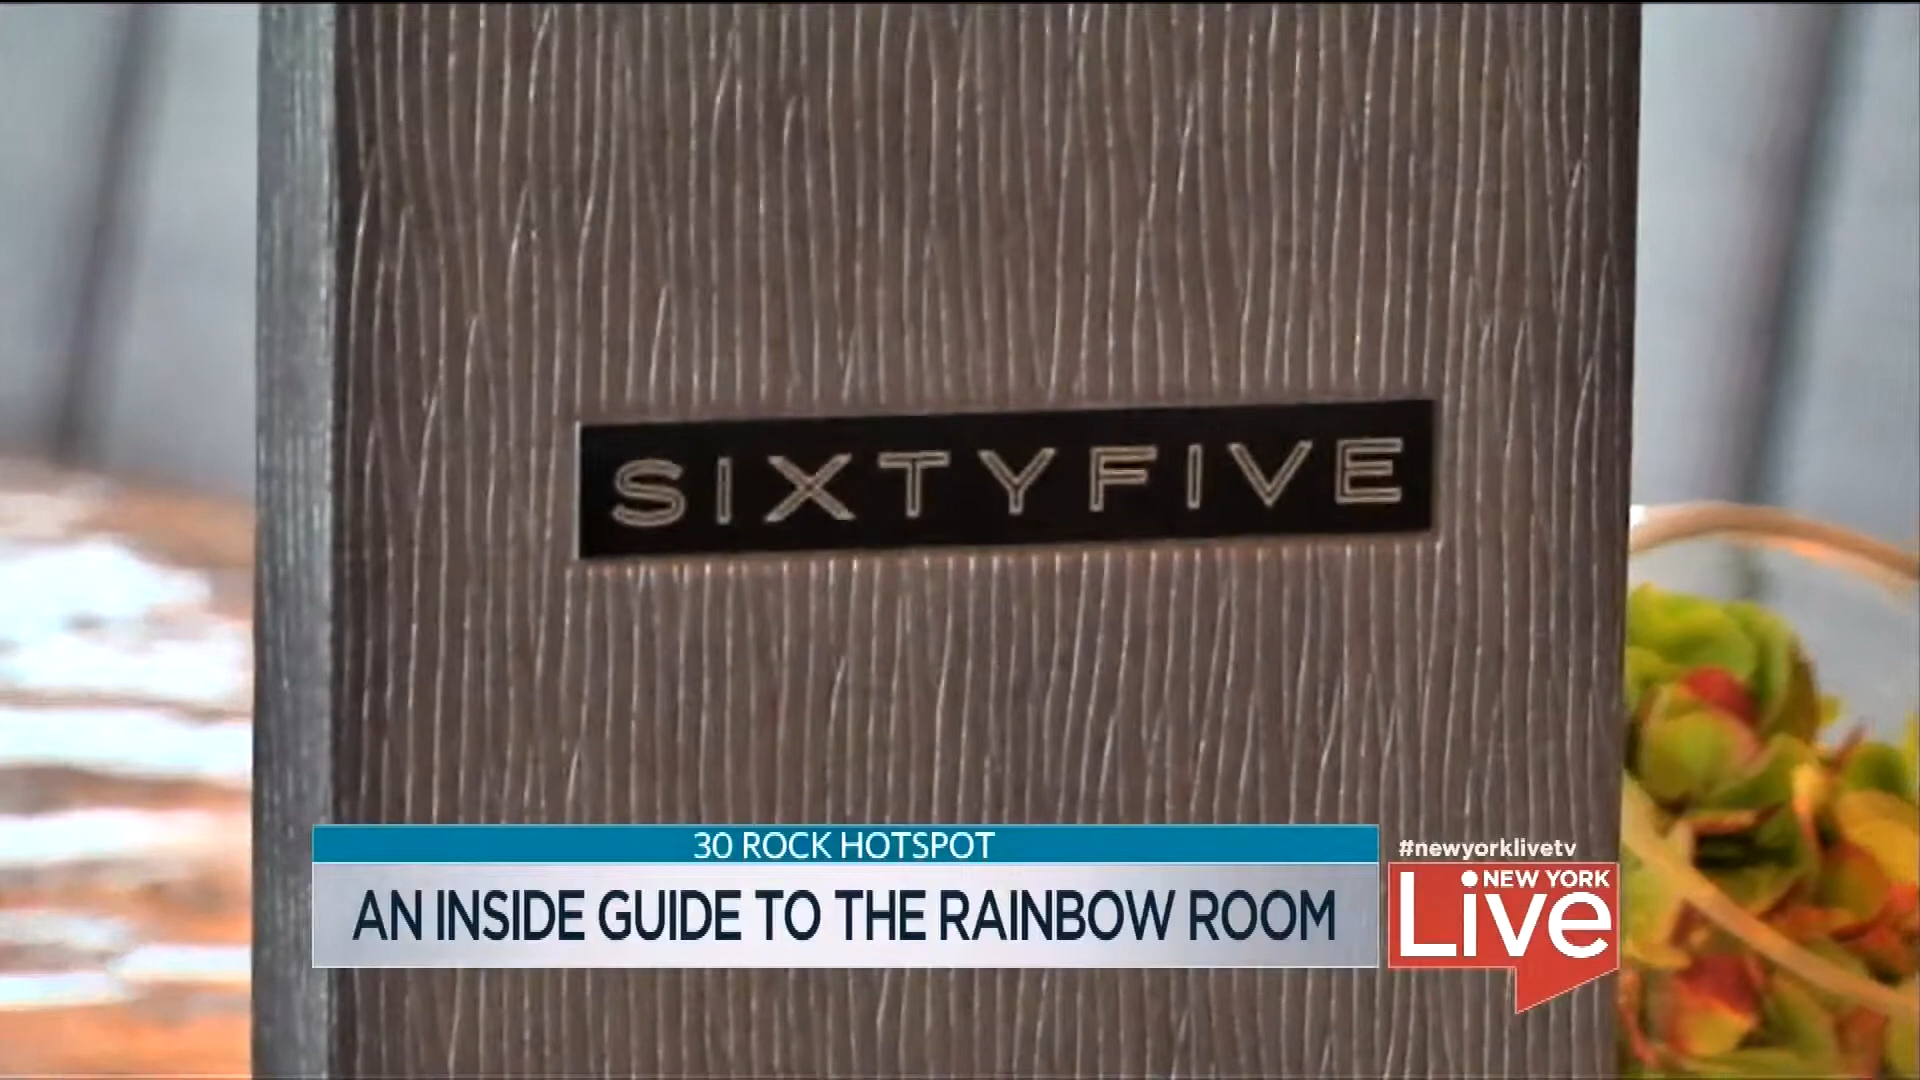 SIXTYFIVE
30 ROCK HOTSPOT
AN INSIDE GUIDE TO THE RAINBOW ROOM
#newyorklivetv
NEW YORK
Live